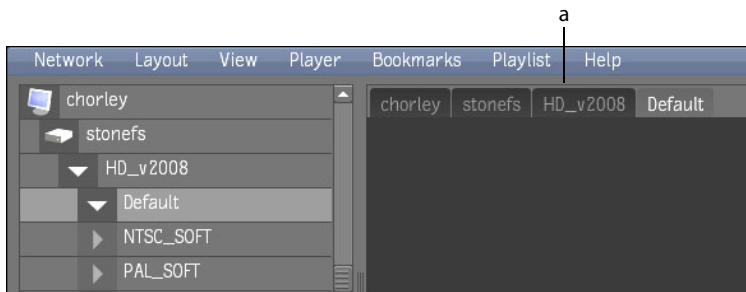 a
Network Layout View Player Bookmarks Playlist Help
chorley
stonefs
HD_v2008
Default
NTSC_SOFT
PAL_SOFT
chorley stonefs HD_v2008 Default